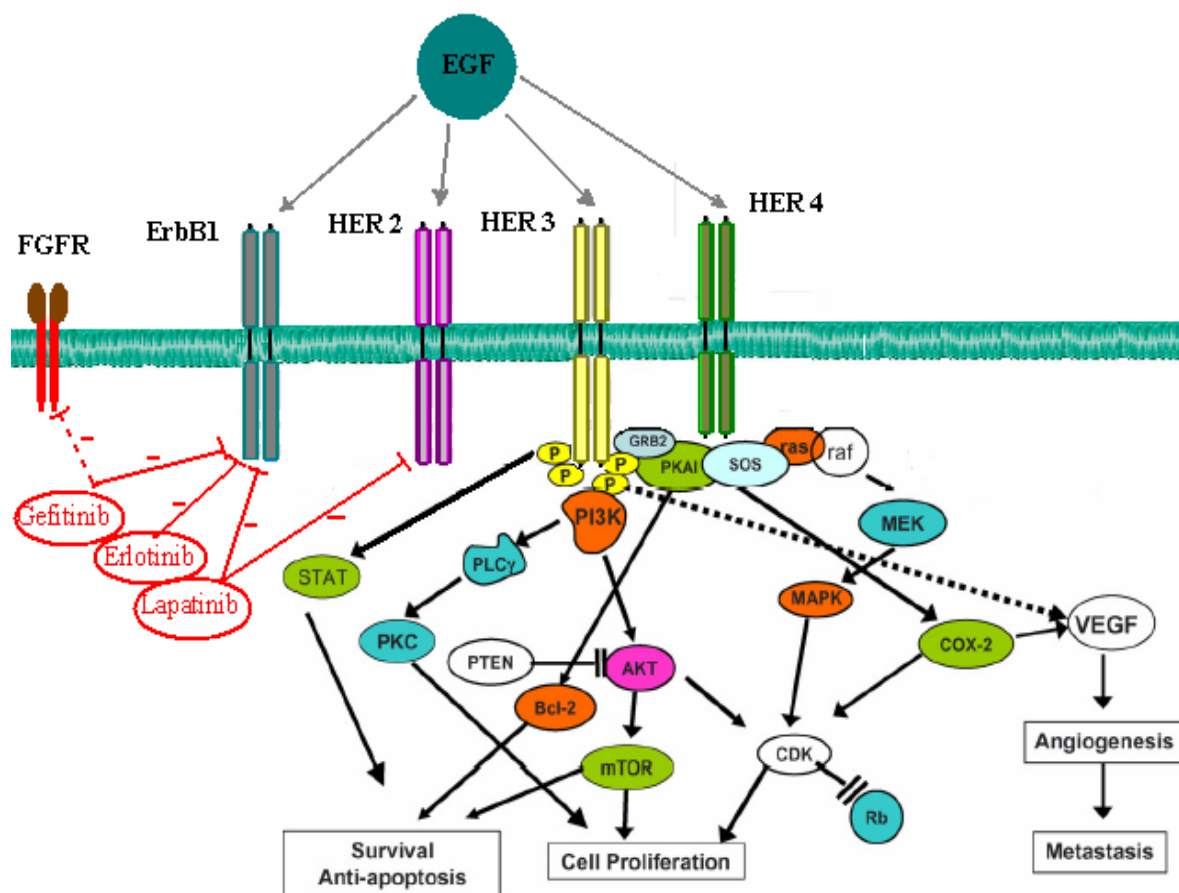 EGF
HER 4
ErbB1
HER 2
HER 3
FGFR
GRB2
ras
raf
P
P
P
P
PKAI
SOS
Gefitinib
PI3K
MEK
Erlotinib
PLCγ
STAT
Lapatinib
MAPK
VEGF
PKC
COX-2
PTEN
AKT
Bcl-2
CDK
Angiogenesis
mTOR
Rb
Survival
Anti-apoptosis
Cell Proliferation
Metastasis